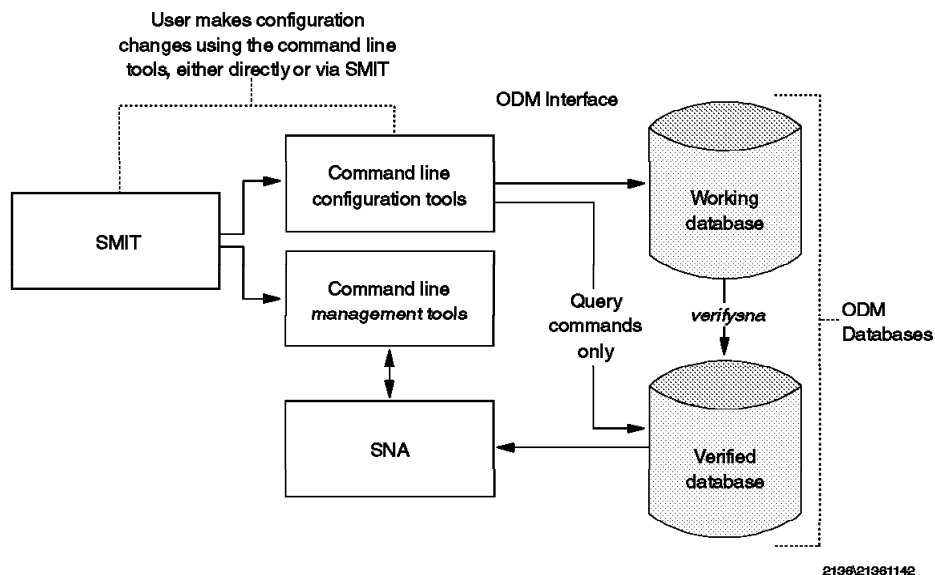 User makes configuration
changes using the command line
tools, either directly or via SMIT
ODM Interface
Command line
configuration tools
Working
database
SMIT
Command line
management tools
Query
commands
only
verifysna
ODM
Databases
SNA
Verified
database
2136\21361142